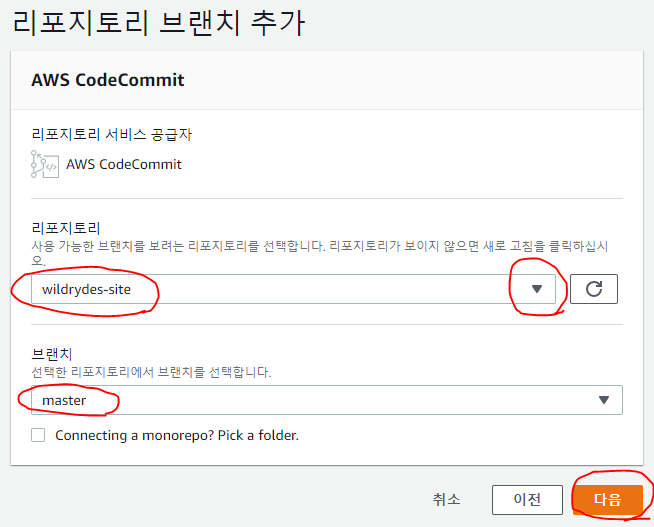 리포지토리 브랜치 추가
AWS CodeCommit
리포지토리 서비스 공급자
AWS CodeCommit
리포지토리
사용 가능한 브랜치를 보려는 리포지토리를 선택합니다. 리포지토리가 보이지 않으면 새로 고침을 클릭하십시
오.
wildrydes-site
브랜치
선택한 리포지토리에서 브랜치를 선택합니다.
master
Connecting a monorepo? Pick a folder.
취소 이전 다음